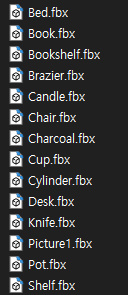 Bed.fbx
Book.fbx
Bookshelf.fbx
Brazier.fbx
Candle.fbx
Chair.fbx
Charcoal.fbx
Cup.fbx
Cylinder.fbx
Desk.fbx
Knife.fbx
Picture1.fbx
Pot.fbx
Shelf.fbx